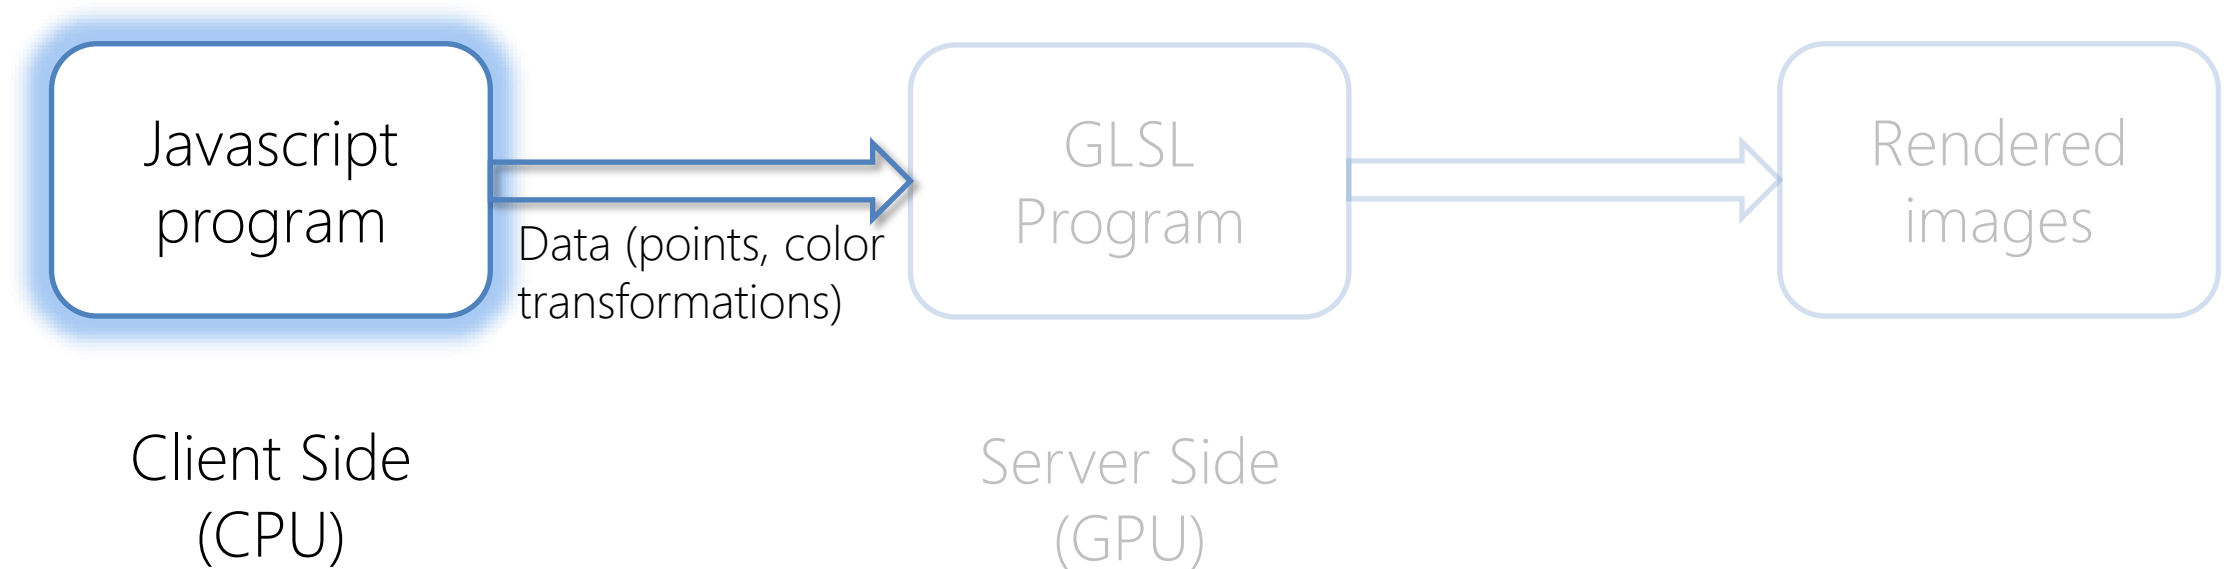 Javascript
program
Data (points, color
transformations)
GLSL
Program
Rendered
images
Client Side
(CPU)
Server Side
(GPU)